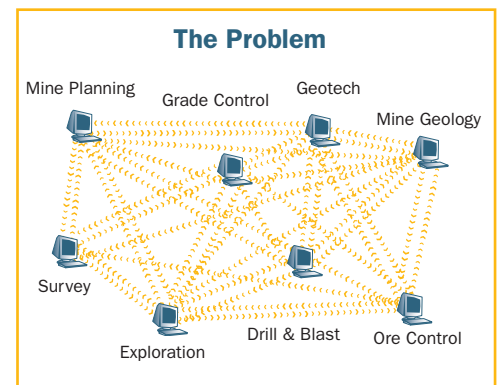 The Problem
Mine Planning
Grade Control
Geotech
Mine Geology
Survey
Exploration
Drill & Blast
Ore Control